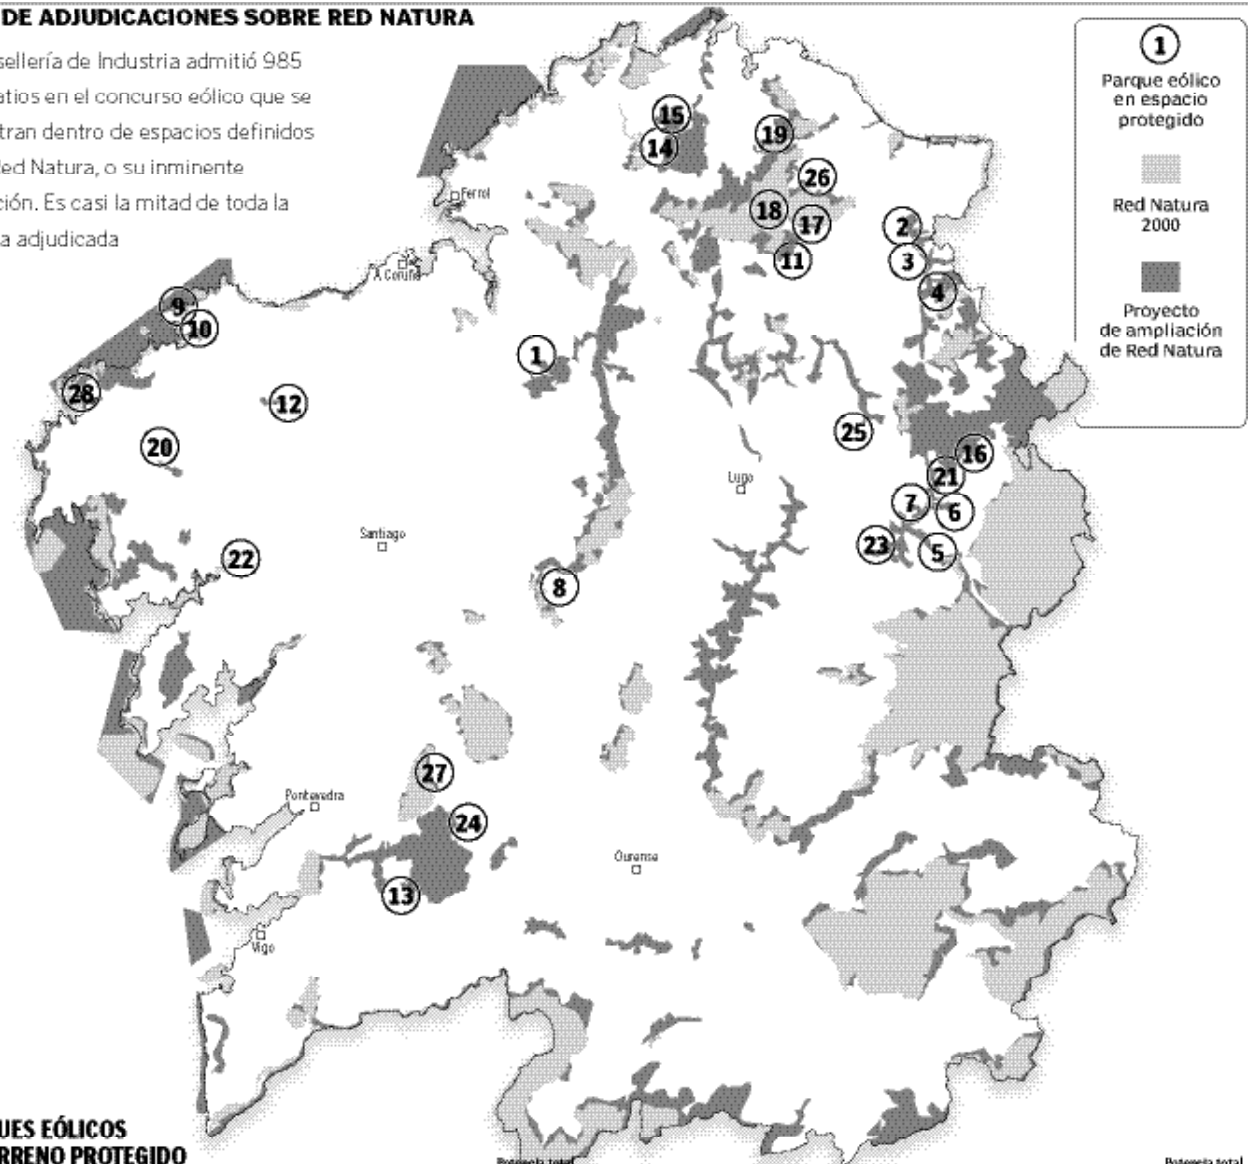 DE ADJUDICACIONES SOBRE RED NATURA
sellería de Industria admitió 985
atios en el concurso eólico que se
tran dentro de espacios definidos
Red Natura, o su inminente
ción. Es casi la mitad de toda la
a adjudicada
1
Parque eólico
en espacio
protegido
Red Natura
2000
Proyecto
de ampliación
de Red Natura
15
14
19
26
18
17
11
2
3
4
Ferrol
A Coruña
9
10
28
12
1
20
25
16
21
7
6
23
5
Lugo
Santiago
22
8
27
24
13
Pontevedra
Ourense
Vigo
UES EÓLICOS
RRENO PROTEGIDO
Potencia total
Potencia total